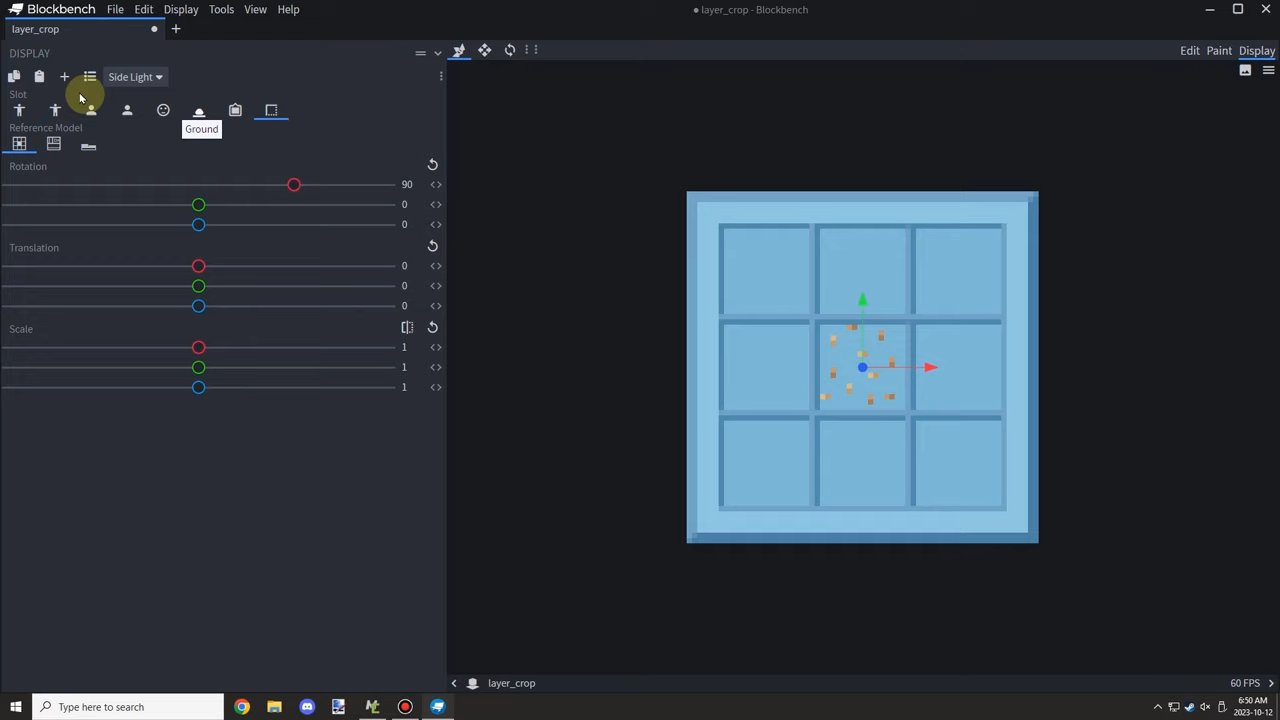 Blockbench File Edit Display Tools View Help
layer_crop - Blockbench
layer_crop
DISPLAY
Edit Paint Display
Side Light
Slot
Ground
Reference Model
Rotation
90
0
0
Translation
0
0
0
Scale
1
1
1
layer_crop
60 FPS
Type here to search
6:50 AM
2023-10-12